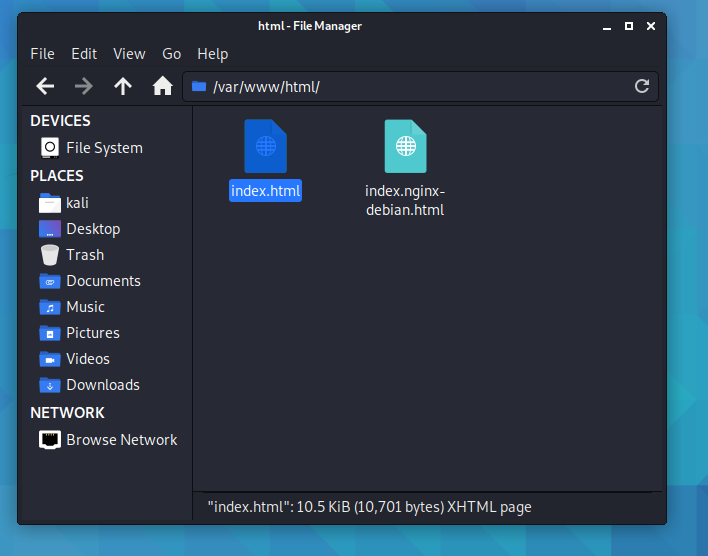 html - File Manager
File Edit View Go Help
/var/www/html/
DEVICES
File System
PLACES
kali
Desktop
Trash
Documents
Music
Pictures
Videos
Downloads
NETWORK
Browse Network
index.html
index.nginx-
debian.html
"index.html": 10.5 KiB (10,701 bytes) XHTML page